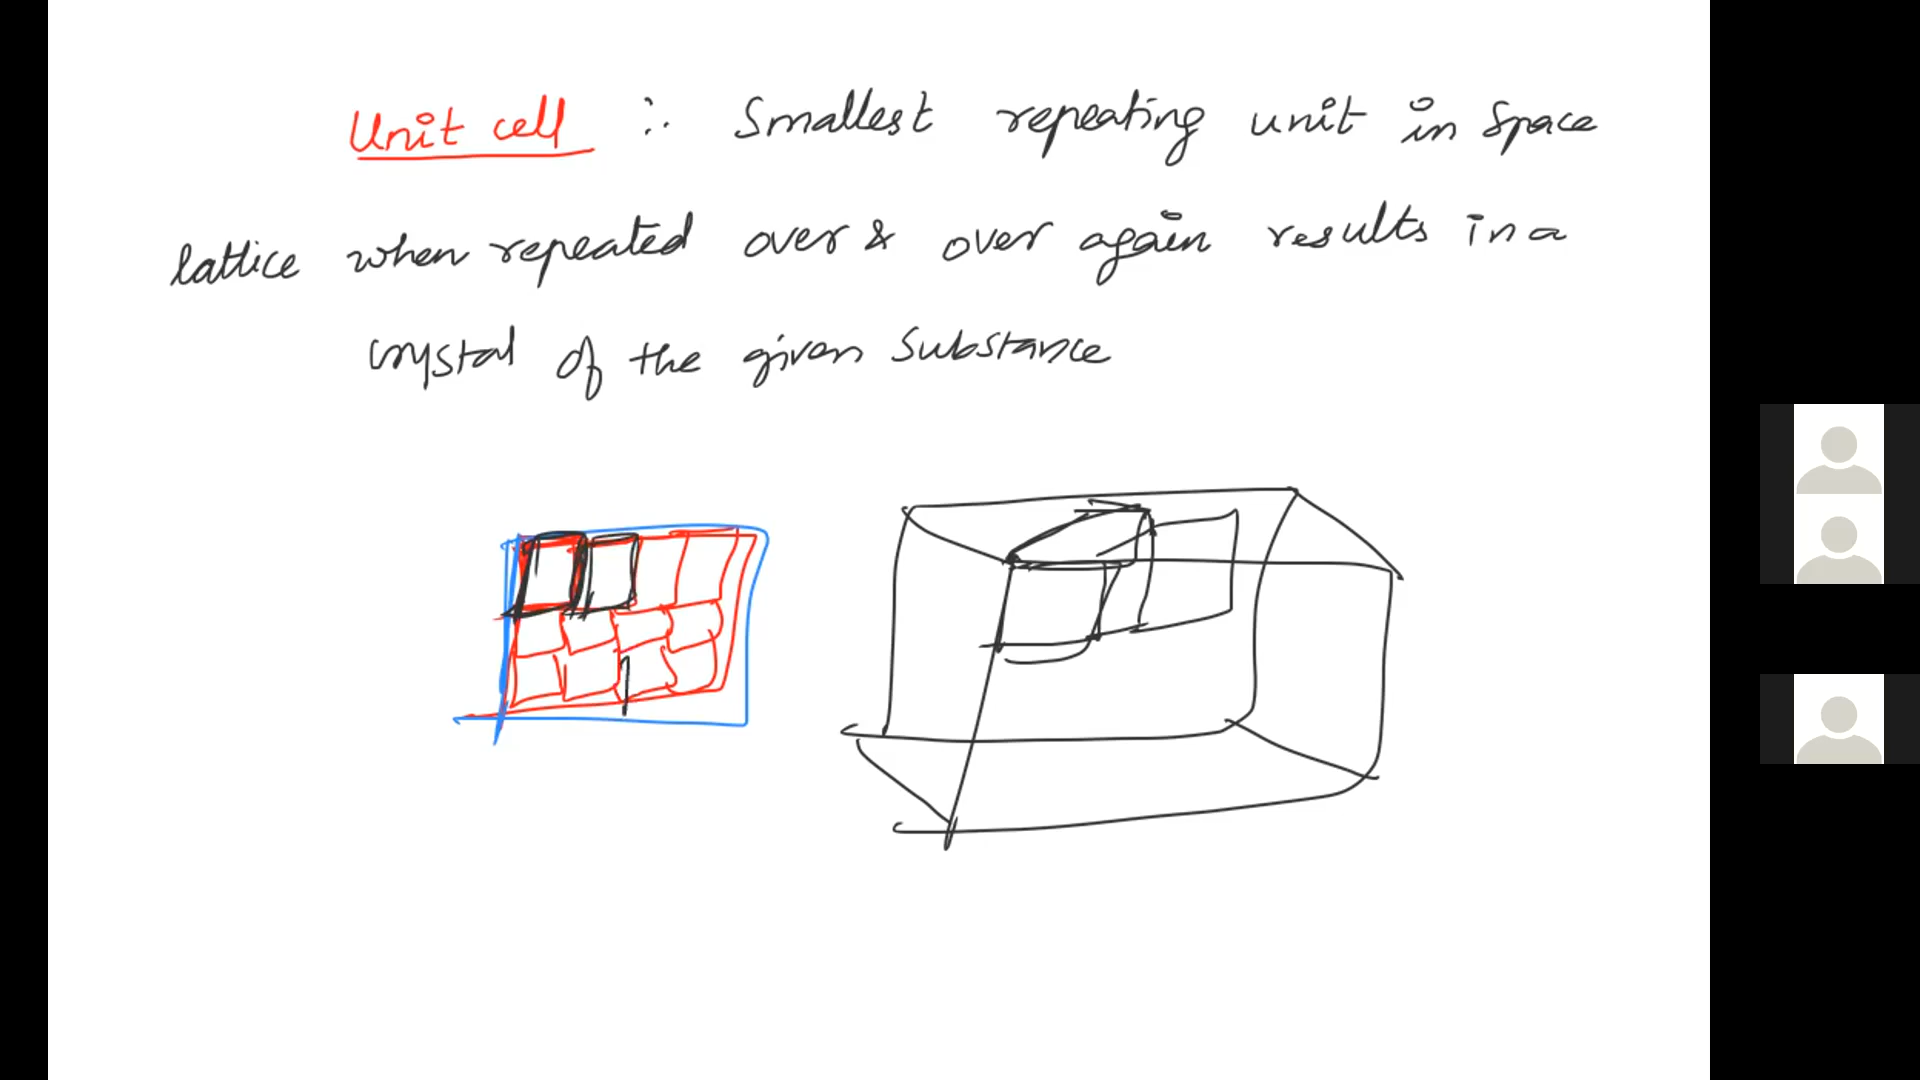 Unit cell :- Smallest repeating unit in space
lattice when repeated over & over again results in a
crystal of the given substance